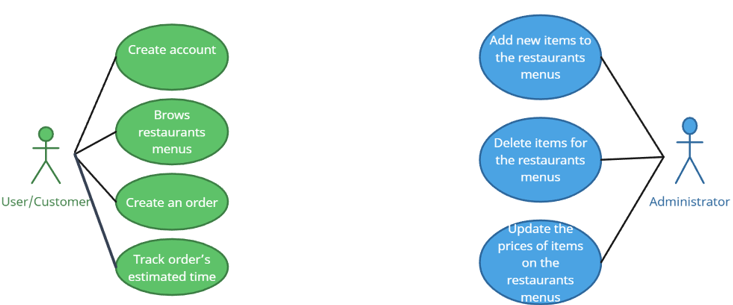 Create account
Brows
restaurants
menus
Create an order
Track order's
estimated time
User/Customer
Add new items to
the restaurants
menus
Delete items for
the restaurants
menus
Update the
prices of items
on the
restaurants
menus
Administrator